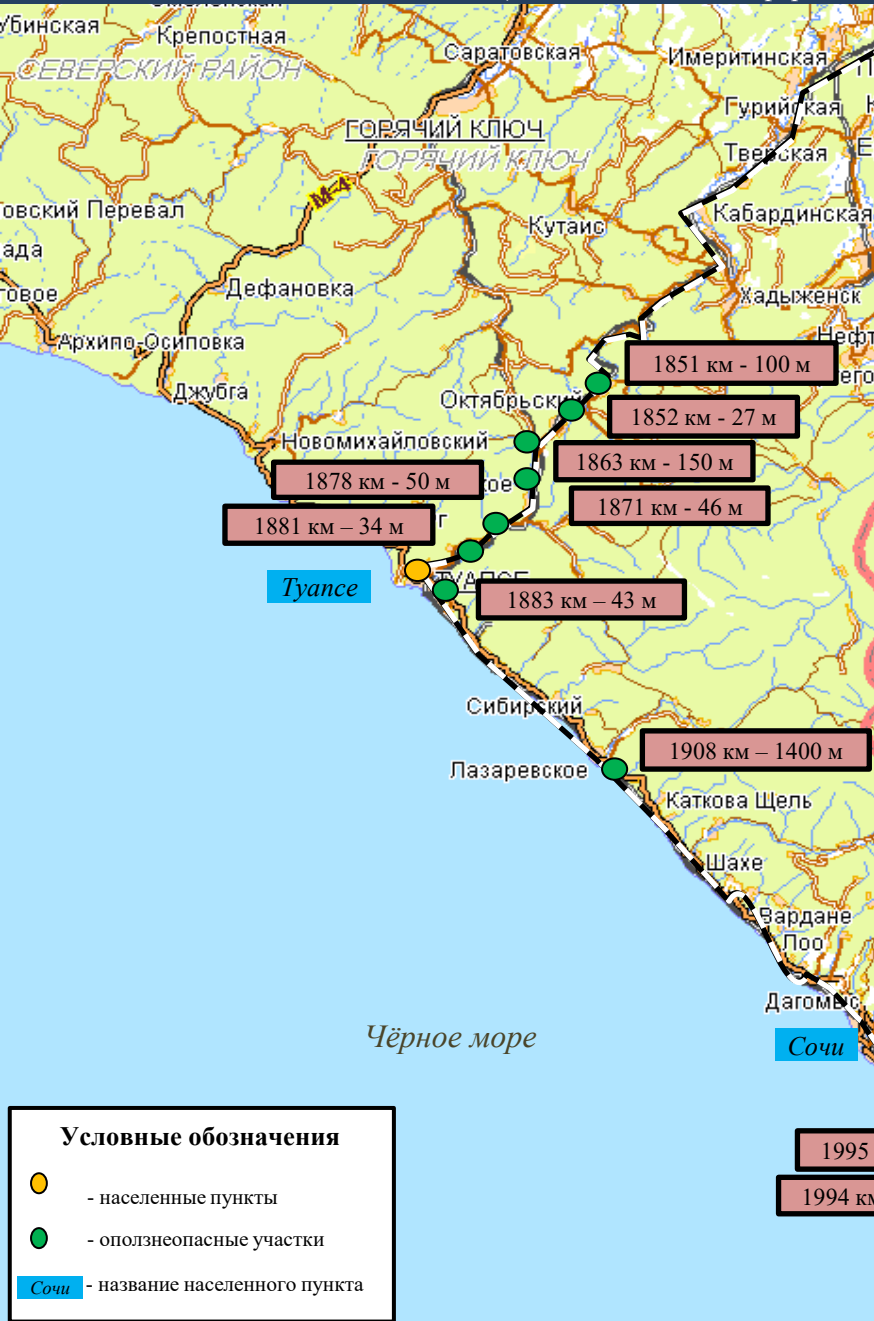 Крепостная
СЕВЕРСКИЙ РАЙОН
Саратовская
Имеретинская
ГОРЯЧИЙ КЛЮЧ
ГОРЯЧИЙ КЛЮЧ
Гурийская
Тверская
М-4
Перевал
Кутаис
Кабардинская
Дефановка
Хадыженск
Архипо-Осиповка
Джубга
Октябрьский
Новомихайловский
1851 км - 100 м
1852 км - 27 м
1863 км - 150 м
1878 км - 50 м
1871 км - 46 м
1881 км – 34 м
Туапсе
ТУАПСЕ
1883 км – 43 м
Сибирский
1908 км – 1400 м
Лазаревское
Каткова Щель
Шахе
Вардане
Лоо
Дагомыс
Чёрное море
Сочи
1995
1994 км
Условные обозначения
- населенные пункты
- оползнеопасные участки
Сочи - название населенного пункта